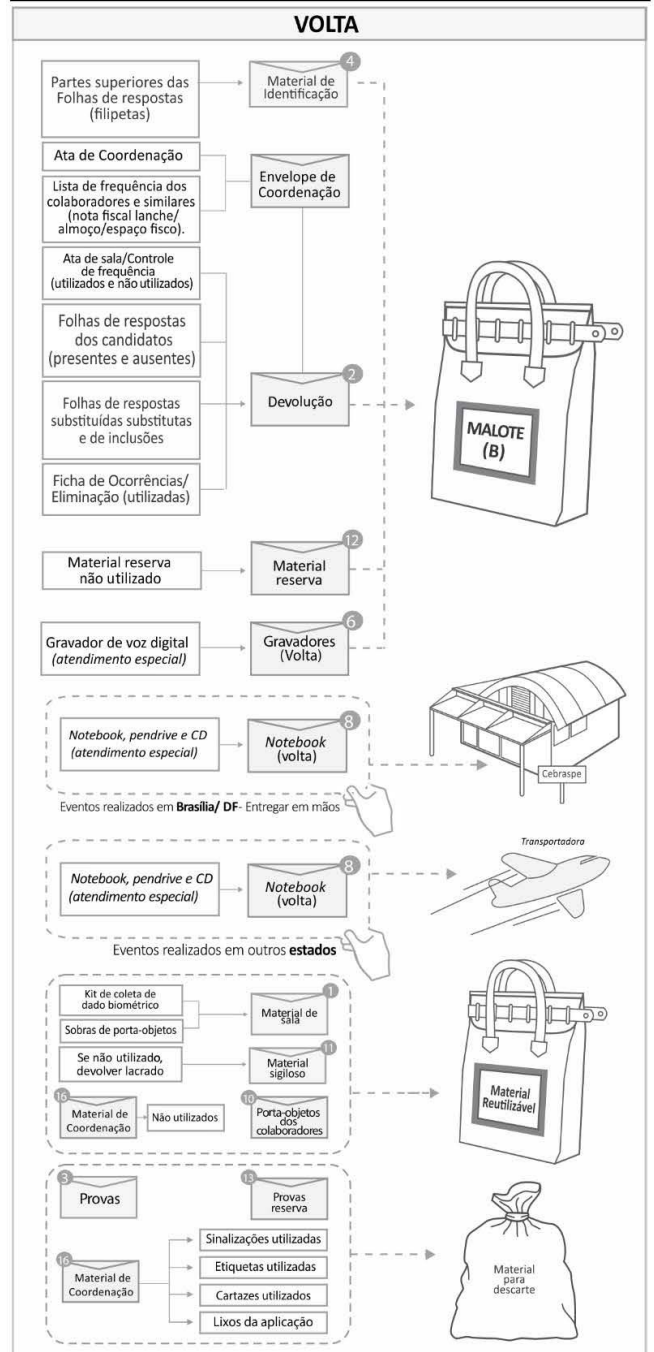 VOLTA
Partes superiores das
Folhas de respostas
(filipetas)
4
Material de
Identificação
Ata de Coordenação
Lista de frequência dos
colaboradores e similares
(nota fiscal lanche/
almoço/espaço fisco).
Envelope de
Coordenação
Ata de sala/Controle
de frequência
(utilizados e não utilizados)
Folhas de respostas
dos candidatos
(presentes e ausentes)
Folhas de respostas
substituídas substitutas
e de inclusões
Ficha de Ocorrências/
Eliminação (utilizadas)
2
Devolução
MALOTE
(B)
Material reserva
não utilizado
12
Material
reserva
Gravador de voz digital
(atendimento especial)
6
Gravadores
(Volta)
Notebook, pendrive e CD
(atendimento especial)
8
Notebook
(volta)
Cebraspe
Eventos realizados em Brasília/ DF- Entregar em mãos
Notebook, pendrive e CD
(atendimento especial)
8
Notebook
(volta)
Transportadora
Eventos realizados em outros estados
Kit de coleta de
dado biométrico
Sobras de porta-objetos
1
Material de
sala
Se não utilizado,
devolver lacrado
11
Material
sigiloso
16
Material de
Coordenação
Não utilizados
10
Porta-objetos
dos
colaboradores
Material
Reutilizável
3
Provas
13
Provas
reserva
16
Material de
Coordenação
Sinalizações utilizadas
Etiquetas utilizadas
Cartazes utilizados
Lixos da aplicação
Material
para
descarte